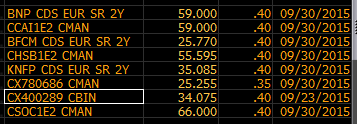 BNP CDS EUR SR 2Y 59.000 .40 09/30/2015
CCAI1E2 CMAN 59.000 .40 09/30/2015
BFCM CDS EUR SR 2Y 25.770 .40 09/30/2015
CHSB1E2 CMAN 55.595 .40 09/30/2015
KNFP CDS EUR SR 2Y 35.085 .40 09/30/2015
CX780686 CMAN 25.255 .35 09/30/2015
CX400289 CBIN 34.075 .40 09/23/2015
CSOC1E2 CMAN 66.000 .40 09/30/2015